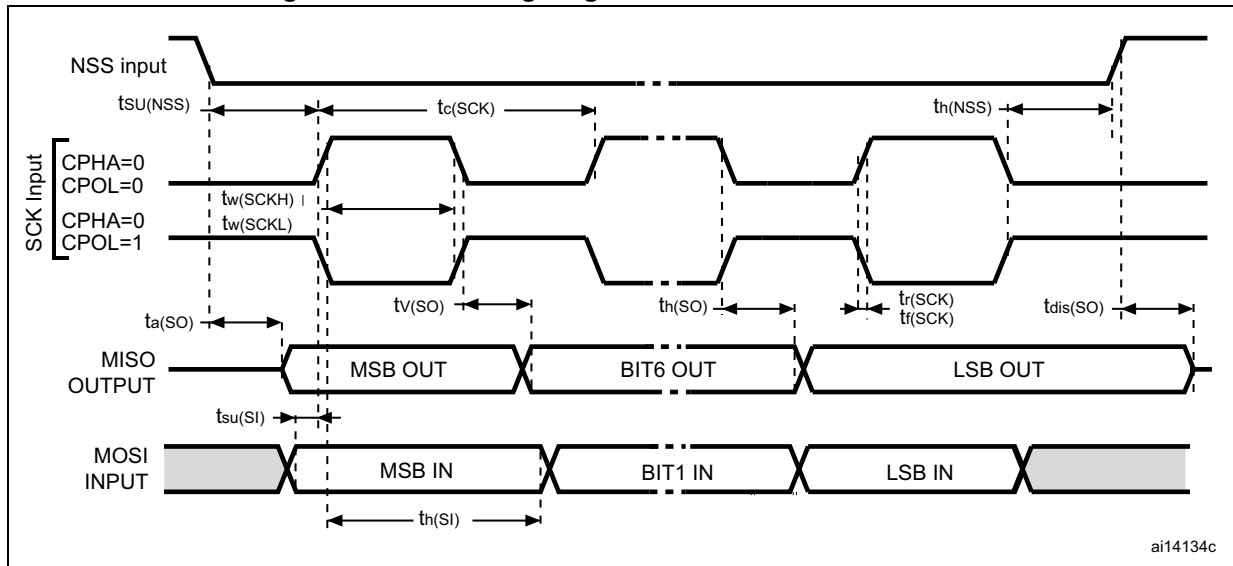 NSS input
tSU(NSS)
tc(SCK)
th(NSS)
SCK Input
CPHA=0
CPOL=0
tw(SCKH)
CPHA=0
CPOL=1
tw(SCKL)
tV(SO)
th(SO)
tr(SCK)
tf(SCK)
ta(SO)
tdis(SO)
MISO
OUTPUT
MSB OUT
BIT6 OUT
LSB OUT
tsu(SI)
MOSI
INPUT
MSB IN
BIT1 IN
LSB IN
th(SI)
ai14134c